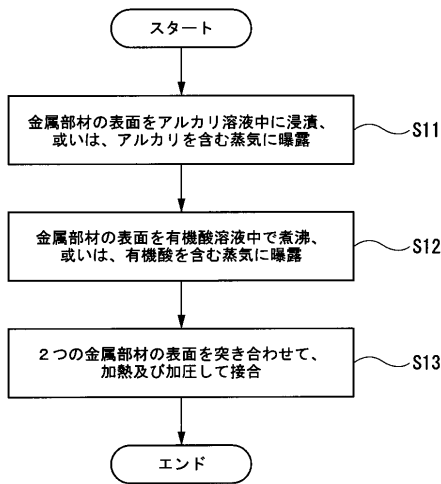 スタート
金属部材の表面をアルカリ溶液中に浸漬、
或いは、アルカリを含む蒸気に曝露
S11
金属部材の表面を有機酸溶液中で煮沸、
或いは、有機酸を含む蒸気に曝露
S12
2つの金属部材の表面を突き合わせて、
加熱及び加圧して接合
S13
エンド